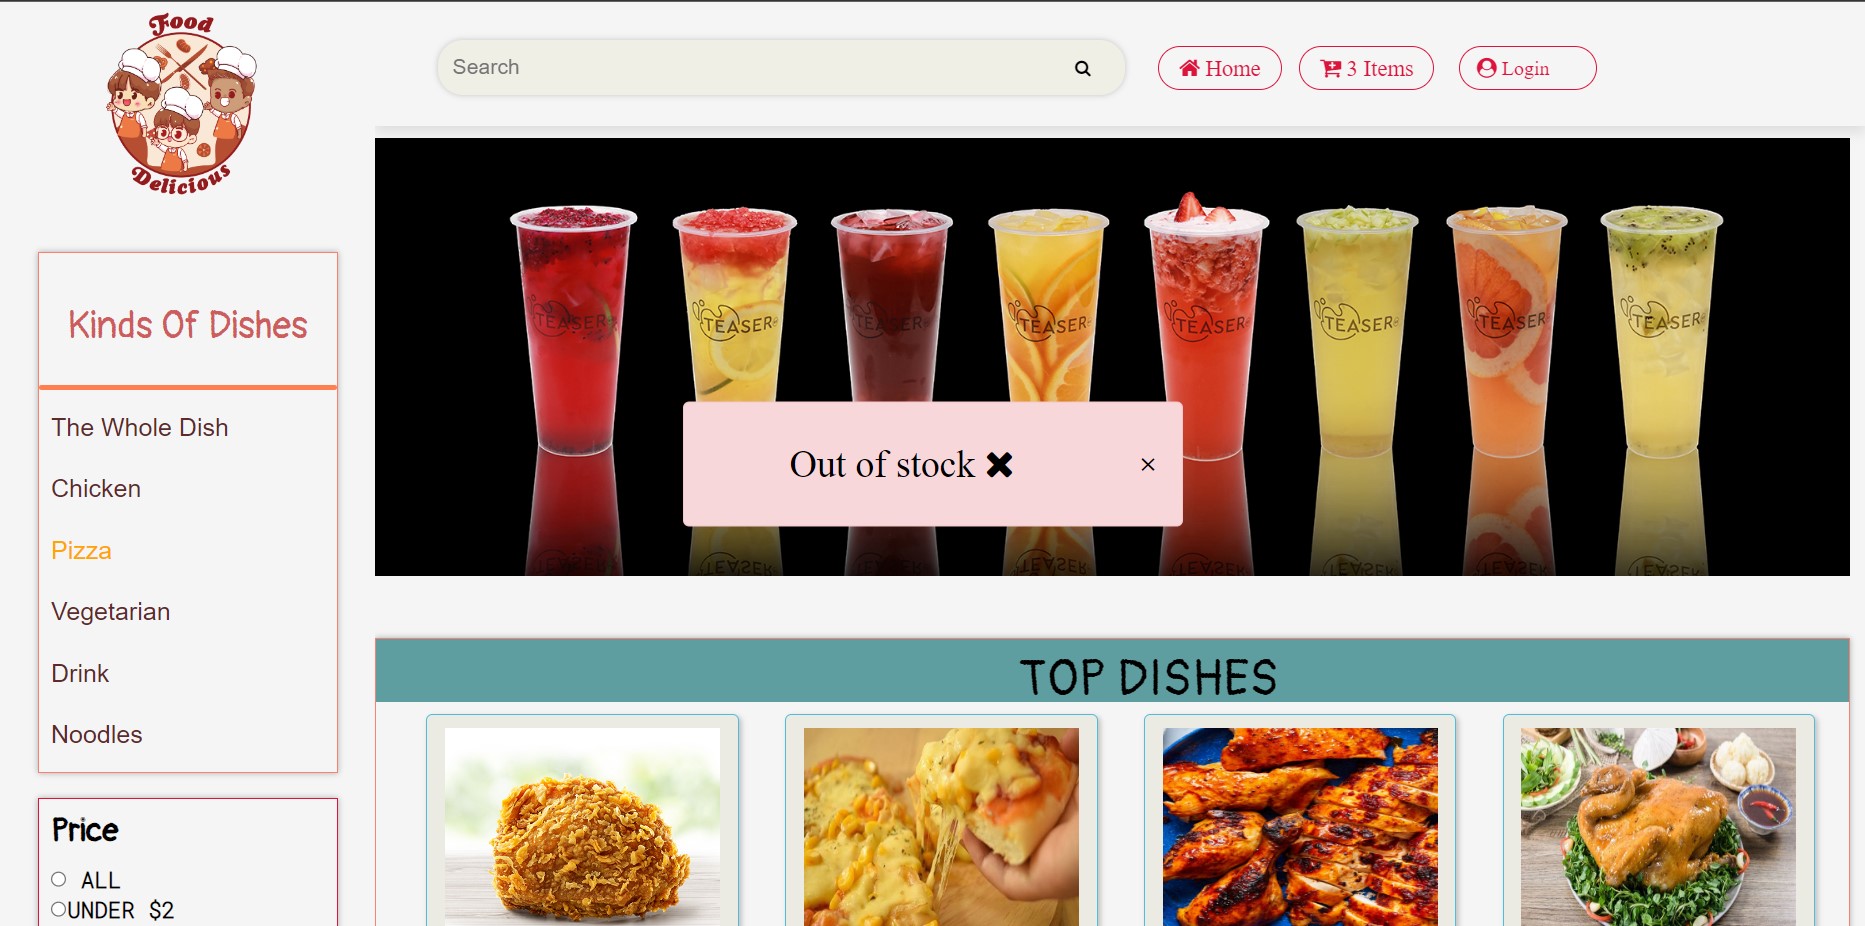 Food
Delicious
Search
Home
3 Items
Login
Kinds Of Dishes
The Whole Dish
Chicken
Pizza
Vegetarian
Drink
Noodles
Price
ALL
UNDER $2
TEASER
TEASER
TEASER
TEASER
TEASER
TEASER
TEASER
TEASER
Out of stock
TOP DISHES